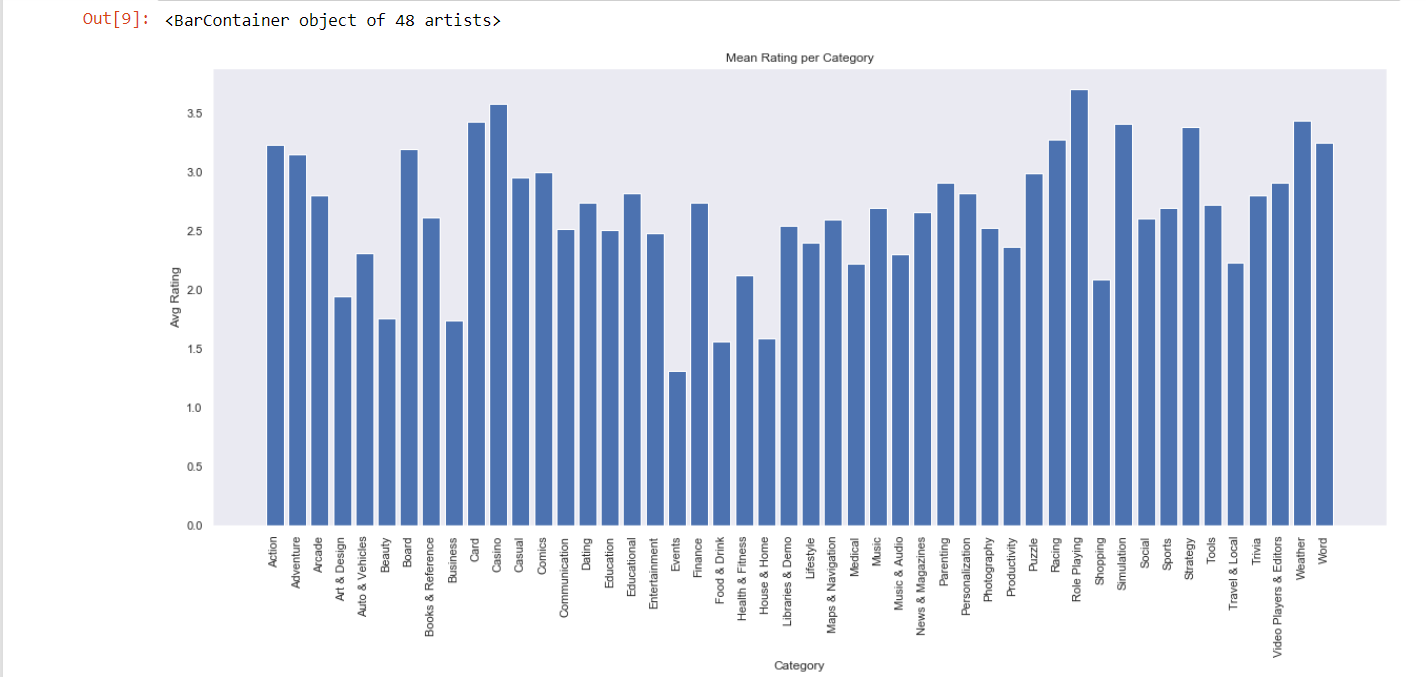 Out[9]: <BarContainer object of 48 artists>
Mean Rating per Category
Avg Rating
3.5
3.0
2.5
2.0
1.5
1.0
0.5
0.0
Action
Adventure
Arcade
Art & Design
Auto & Vehicles
Beauty
Board
Books & Reference
Business
Card
Casino
Casual
Comics
Communication
Dating
Education
Educational
Entertainment
Events
Finance
Food & Drink
Health & Fitness
House & Home
Libraries & Demo
Lifestyle
Maps & Navigation
Medical
Music
Music & Audio
News & Magazines
Parenting
Personalization
Photography
Productivity
Puzzle
Racing
Role Playing
Shopping
Simulation
Social
Sports
Strategy
Tools
Travel & Local
Trivia
Video Players & Editors
Weather
Word
Category